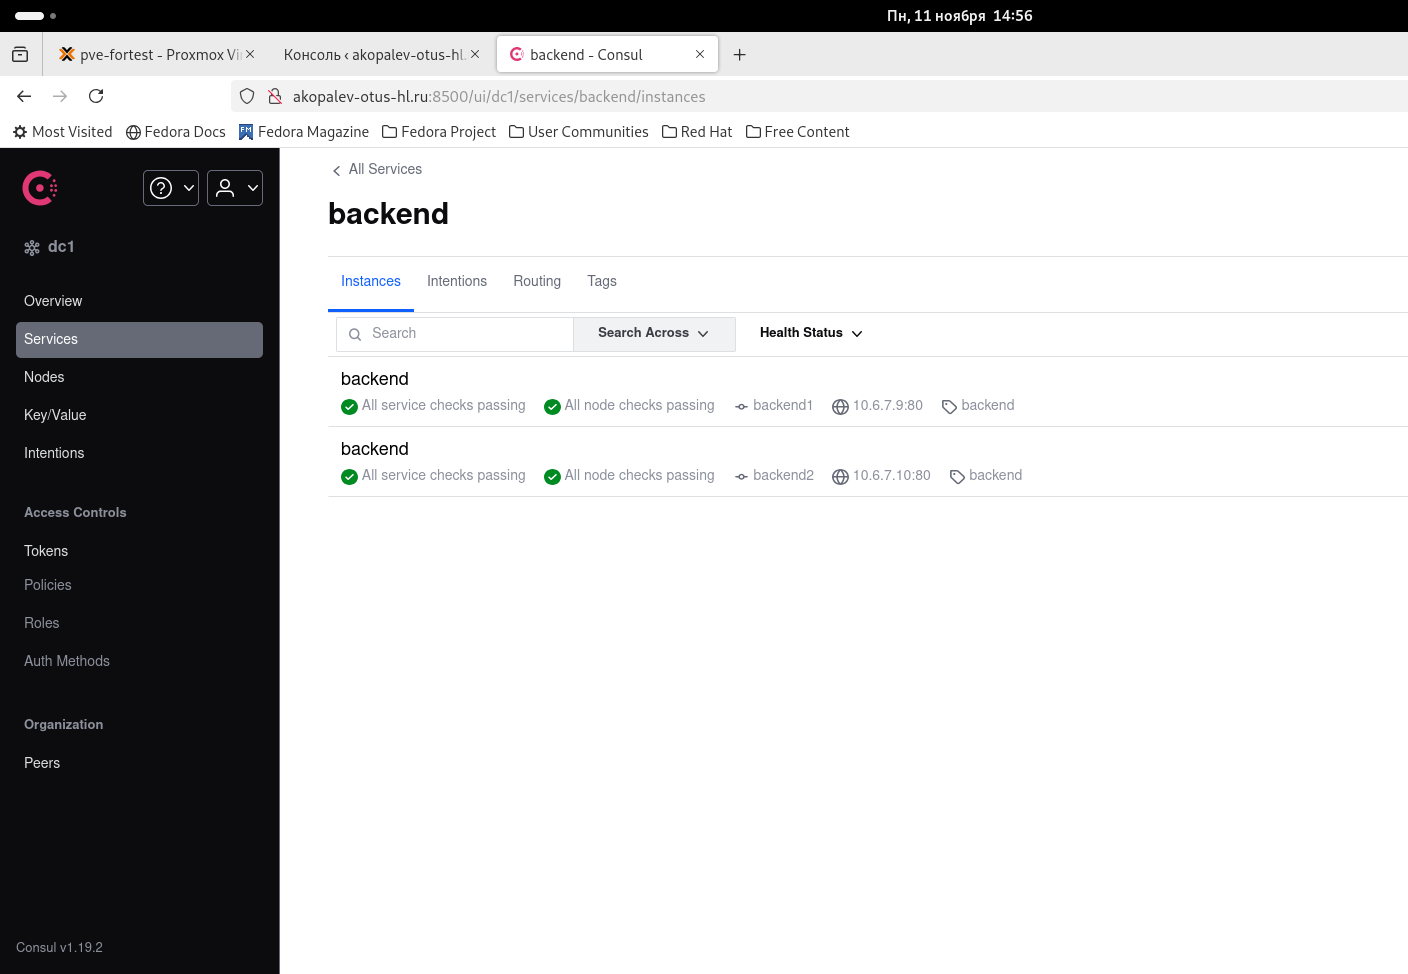 Пн, 11 ноября 14:56
pve-fortest - Proxmox Vi
Консоль ‹ akopalev-otus-hl.
backend - Consul
akopalev-otus-hl.ru:8500/ui/dc1/services/backend/instances
Most Visited Fedora Docs Fedora Magazine Fedora Project User Communities Red Hat Free Content
dc1
Overview
Services
Nodes
Key/Value
Intentions
Access Controls
Tokens
Policies
Roles
Auth Methods
Organization
Peers
Consul v1.19.2
All Services
backend
Instances Intentions Routing Tags
Search Search Across Health Status
backend
All service checks passing All node checks passing backend1 10.6.7.9:80 backend
backend
All service checks passing All node checks passing backend2 10.6.7.10:80 backend